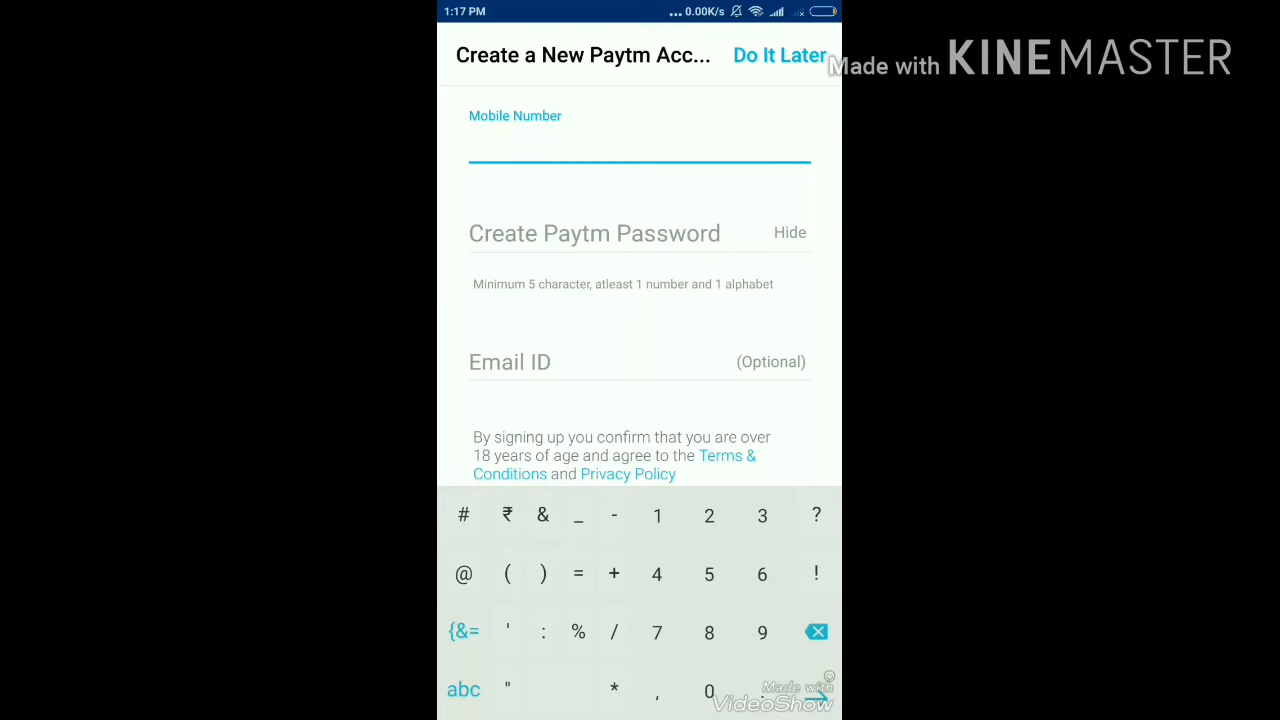 1:17 PM ... 0.00K/s
Create a New Paytm Acc... Do It Later
Made with KINEMASTER
Mobile Number
Create Paytm Password Hide
Minimum 5 character, atleast 1 number and 1 alphabet
Email ID (Optional)
By signing up you confirm that you are over
18 years of age and agree to the Terms &
Conditions and Privacy Policy
# ₹ & _ - 1 2 3 ?
@ ( ) = + 4 5 6 !
{&= ' : % / 7 8 9
abc " * , 0 .
Made with
VideoShow